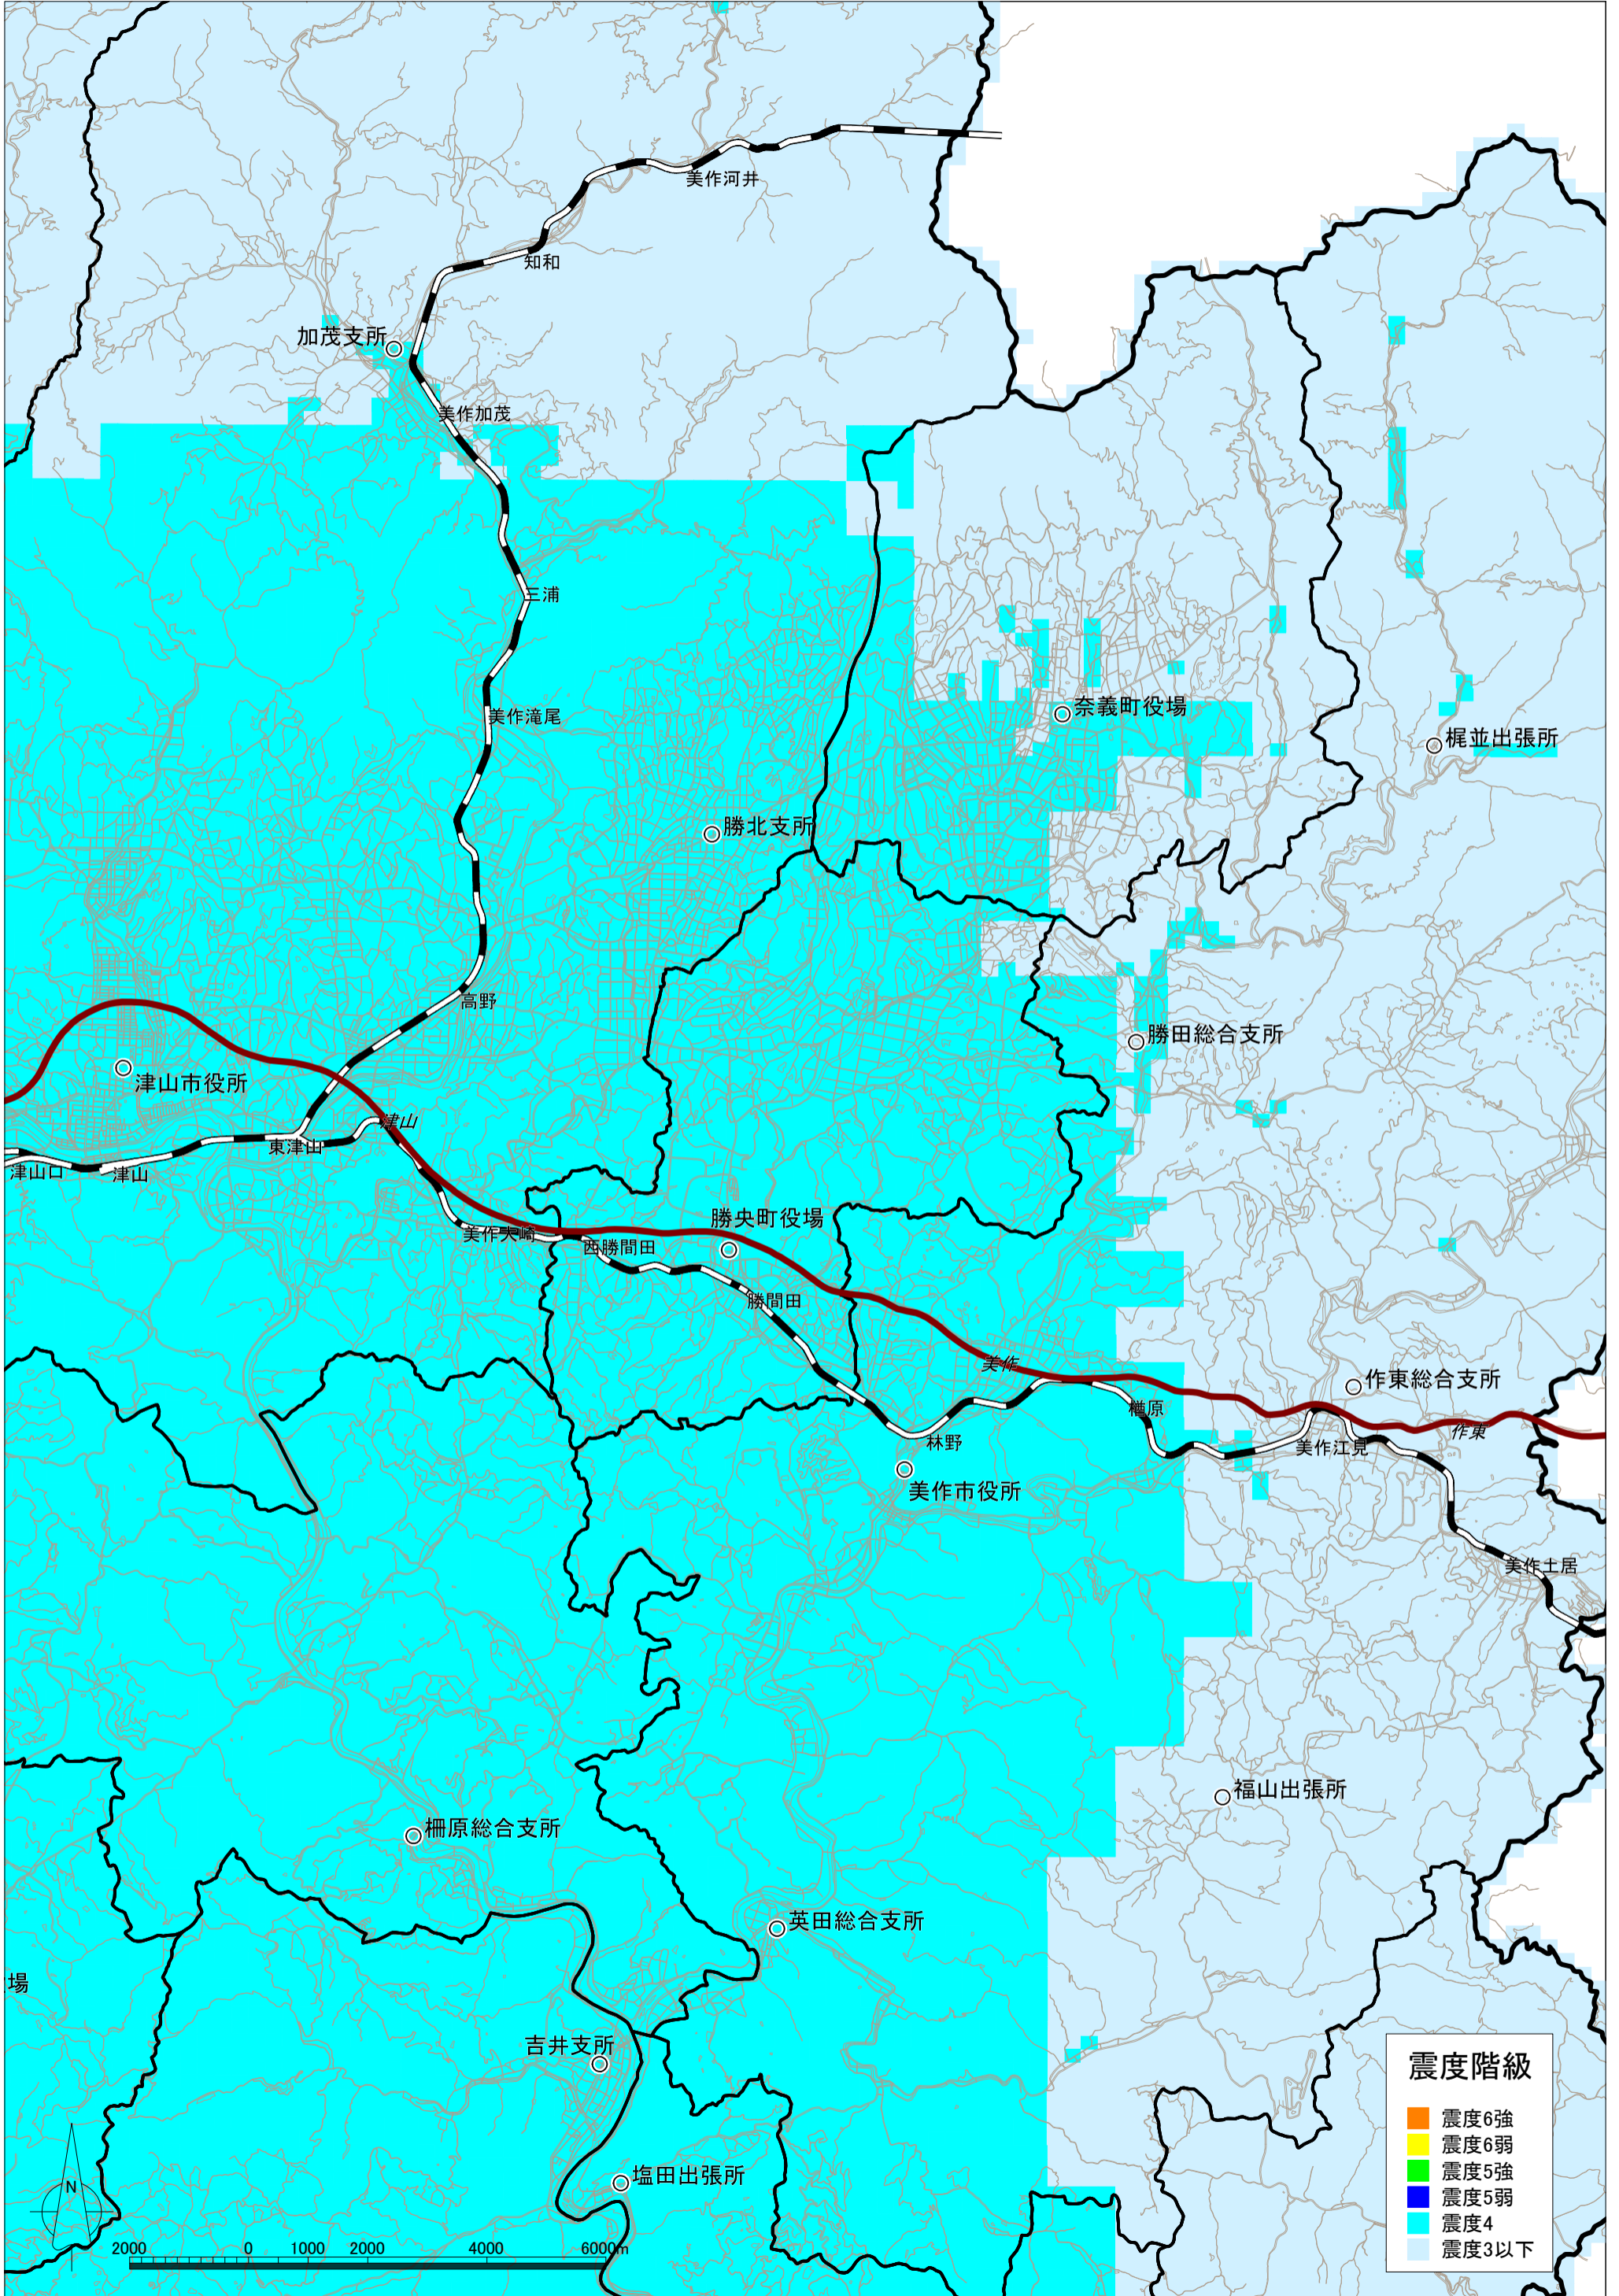 美作河井
知和
加茂支所
美作加茂
三浦
奈義町役場
美作滝尾
梶並出張所
勝北支所
高野
勝田総合支所
津山市役所
津山
東津山
津山口
津山
勝央町役場
美作大崎
西勝間田
勝間田
美作
作東総合支所
楢原
作東
林野
美作江見
美作市役所
美作土居
福山出張所
柵原総合支所
英田総合支所
場
吉井支所
塩田出張所
震度階級
震度6強
震度6弱
震度5強
震度5弱
震度4
震度3以下
N
2000 0 1000 2000 4000 6000m